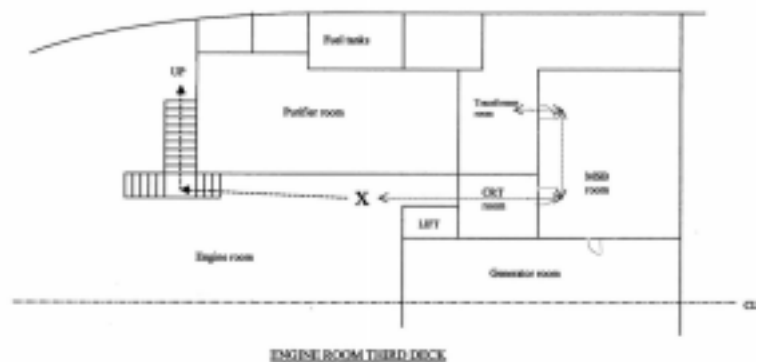 Fuel tanks
UP
Purifier room
Transformer
room
X
CRT
room
MSB
room
LIFT
Engine room
Generator room
CL
ENGINE ROOM THIRD DECK